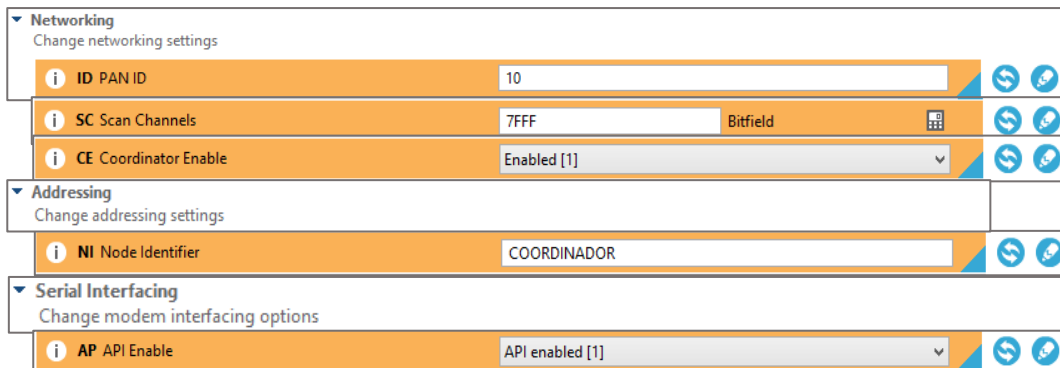 Networking
Change networking settings
i ID PAN ID 10
i SC Scan Channels 7FFF Bitfield
i CE Coordinator Enable Enabled [1]
Addressing
Change addressing settings
i NI Node Identifier COORDINADOR
Serial Interfacing
Change modem interfacing options
i AP API Enable API enabled [1]